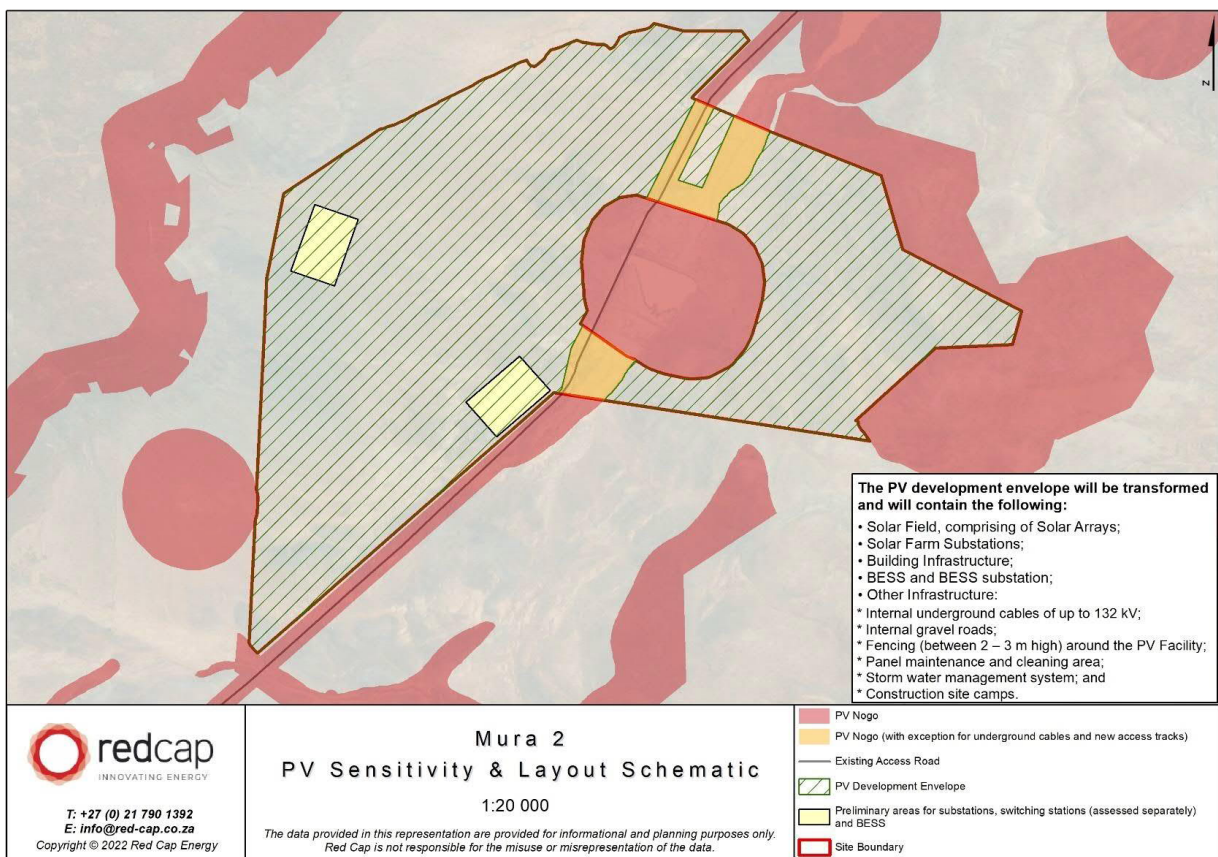 N
The PV development envelope will be transformed
and will contain the following:
• Solar Field, comprising of Solar Arrays;
• Solar Farm Substations;
• Building Infrastructure;
• BESS and BESS substation;
• Other Infrastructure:
* Internal underground cables of up to 132 kV;
* Internal gravel roads;
* Fencing (between 2 – 3 m high) around the PV Facility;
* Panel maintenance and cleaning area;
* Storm water management system; and
* Construction site camps.
redcap
INNOVATING ENERGY
T: +27 (0) 21 790 1392
E: info@red-cap.co.za
Copyright © 2022 Red Cap Energy
Mura 2
PV Sensitivity & Layout Schematic
1:20 000
The data provided in this representation are provided for informational and planning purposes only.
Red Cap is not responsible for the misuse or misrepresentation of the data.
PV Nogo
PV Nogo (with exception for underground cables and new access tracks)
Existing Access Road
PV Development Envelope
Preliminary areas for substations, switching stations (assessed separately)
and BESS
Site Boundary